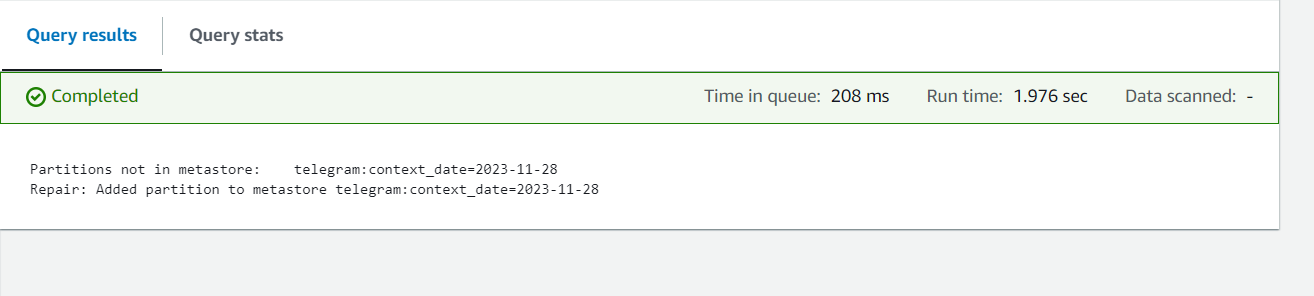 Query results Query stats
Completed Time in queue: 208 ms Run time: 1.976 sec Data scanned: -
Partitions not in metastore: telegram:context_date=2023-11-28
Repair: Added partition to metastore telegram:context_date=2023-11-28